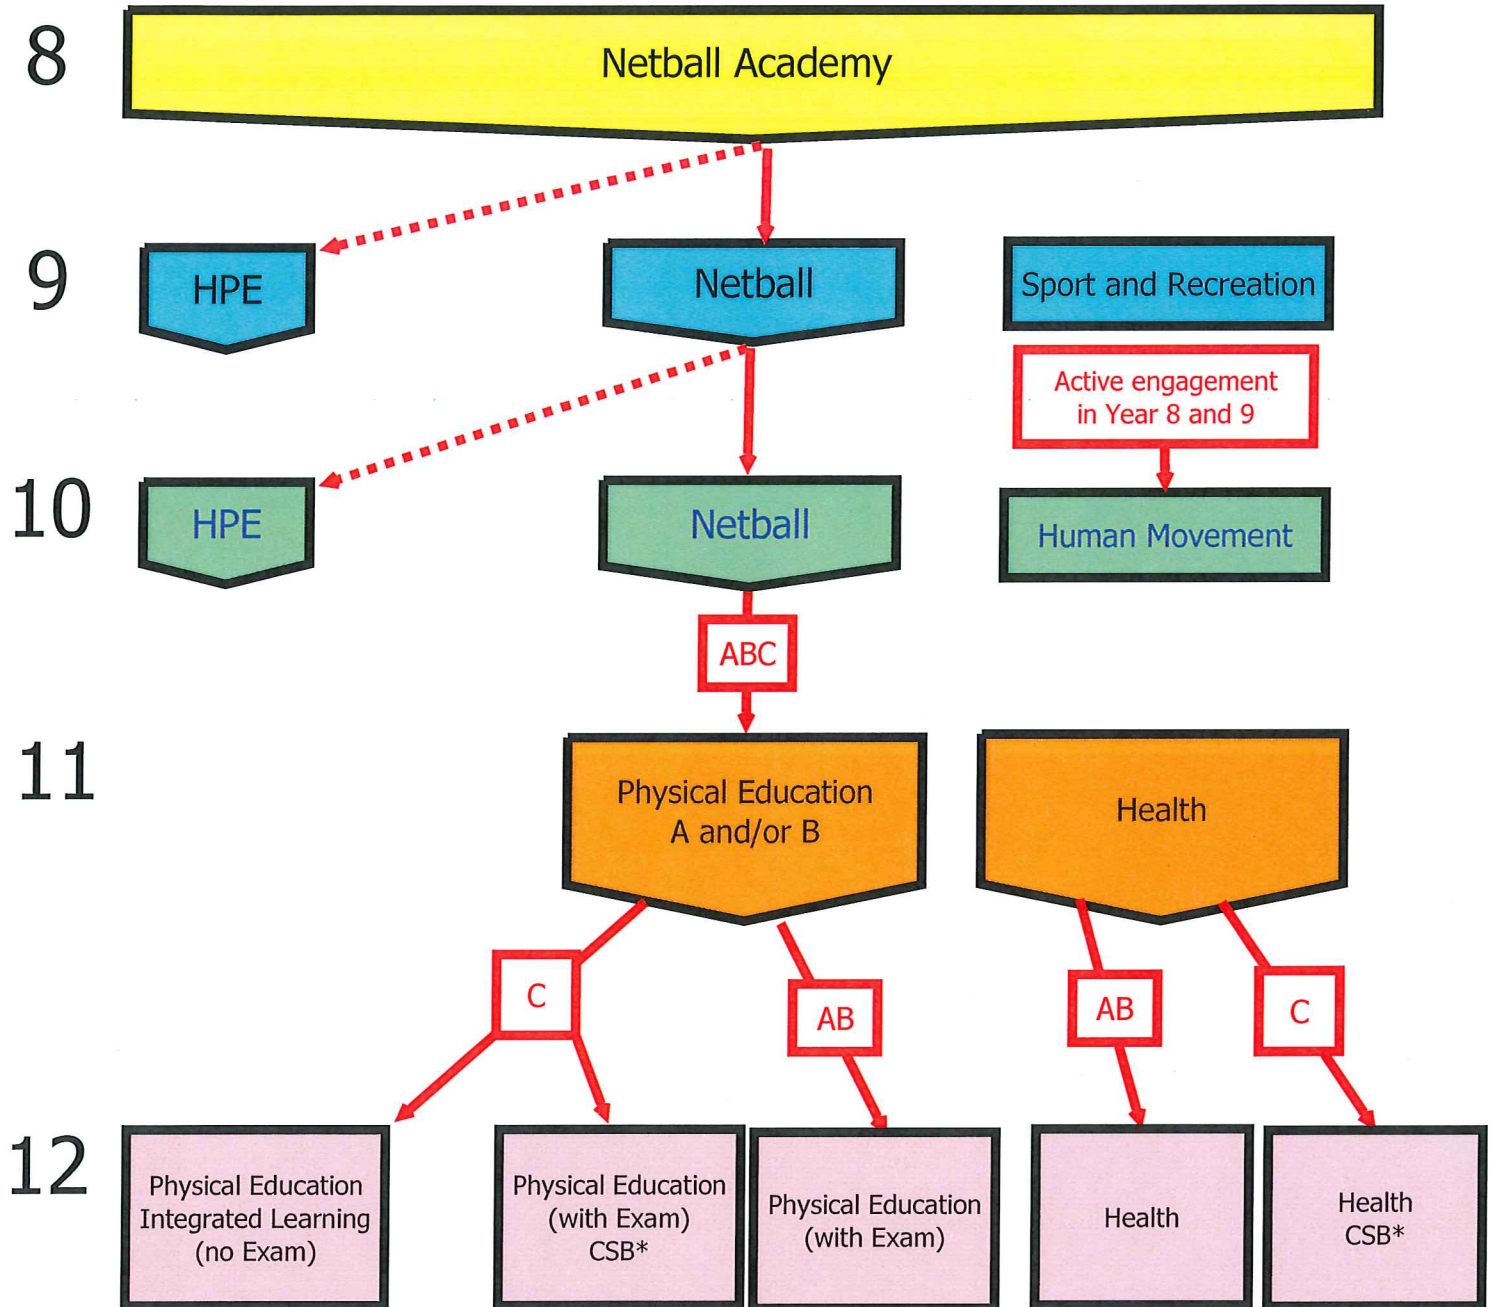 8
Netball Academy
9
HPE
Netball
Sport and Recreation
Active engagement
in Year 8 and 9
10
HPE
Netball
Human Movement
ABC
11
Physical Education
A and/or B
Health
C
AB
AB
C
12
Physical Education
Integrated Learning
(no Exam)
Physical Education
(with Exam)
CSB*
Physical Education
(with Exam)
Health
Health
CSB*